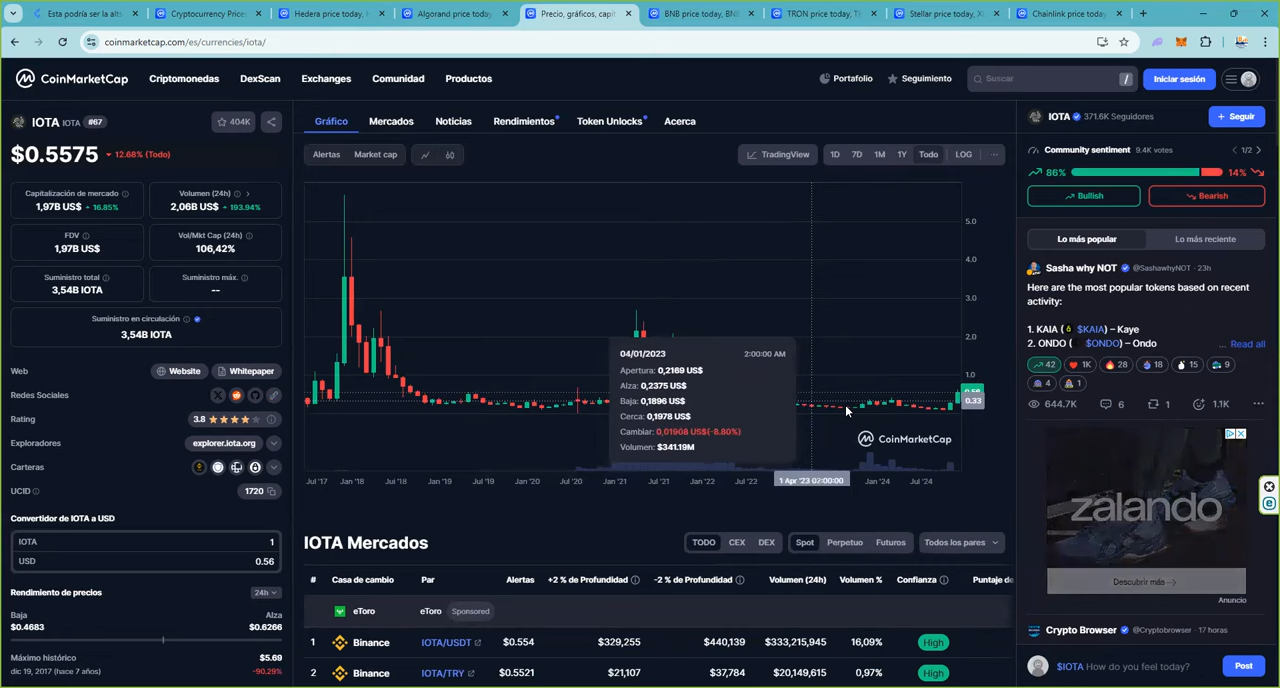 Esta podría ser la alts
Cryptocurrency Prices
Hedera price today, H
Algorand price today,
Precio, gráficos, capit
BNB price today, BN
TRON price today, T
Stellar price today, X
Chainlink price today
coinmarketcap.com/es/currencies/iota/
CoinMarketCap
Criptomonedas DexScan Exchanges Comunidad Productos
Portafolio Seguimiento Buscar / Iniciar sesión
IOTA IOTA #67 404K
$0.5575 12.68% (Todo)
Capitalización de mercado
1,97B US$ 16.85%
Volumen (24h)
2,06B US$ 193.94%
FDV
1,97B US$
Vol/Mkt Cap (24h)
106,42%
Suministro total
3,54B IOTA
Suministro máx.
--
Suministro en circulación
3,54B IOTA
Web Website Whitepaper
Redes Sociales
Rating 3.8
Exploradores explorer.iota.org
Carteras
UCID 1720
Convertidor de IOTA a USD
IOTA 1
USD 0.56
Rendimiento de precios 24h
Baja Alza
$0.4683 $0.6266
Máximo histórico $5.69
dic 19, 2017 (hace 7 años) -90.29%
Gráfico Mercados Noticias Rendimientos Token Unlocks Acerca
Alertas Market cap
TradingView 1D 7D 1M 1Y Todo LOG ...
5.0
4.0
3.0
2.0
1.0
0.56
0.33
04/01/2023 2:00:00 AM
Apertura: 0,2169 US$
Alza: 0,2375 US$
Baja: 0,1896 US$
Cerca: 0,1978 US$
Cambiar: 0,01908 US$(-8.80%)
Volumen: $341.19M
CoinMarketCap
Jul '17 Jan '18 Jul '18 Jan '19 Jul '19 Jan '20 Jul '20 Jan '21 Jul '21 Jan '22 Jul '22 1 Apr '23 02:00:00 Jan '24 Jul '24
IOTA Mercados
TODO CEX DEX Spot Perpetuo Futuros Todos los pares
# Casa de cambio Par Alertas +2 % de Profundidad -2 % de Profundidad Volumen (24h) Volumen % Confianza Puntaje de
eToro eToro Sponsored
1 Binance IOTA/USDT $0.554 $329,255 $440,139 $333,215,945 16,09% High
2 Binance IOTA/TRY $0.5521 $21,107 $37,784 $20,149,615 0,97% High
IOTA 371.6K Seguidores + Seguir
Community sentiment 9.4K votes 1/2
86% 14%
Bullish Bearish
Lo más popular Lo más reciente
Sasha why NOT @SashawhyNOT · 23h
Here are the most popular tokens based on recent
activity:
1. KAIA ( $KAIA) – Kaye
2. ONDO ( $ONDO) – Ondo ... Read all
42 1K 28 18 15 9
4 1
644.7K 6 1 1.1K
zalando
Descubrir más
Anuncio
Crypto Browser @Cryptobrowser · 17 horas
$IOTA How do you feel today? Post